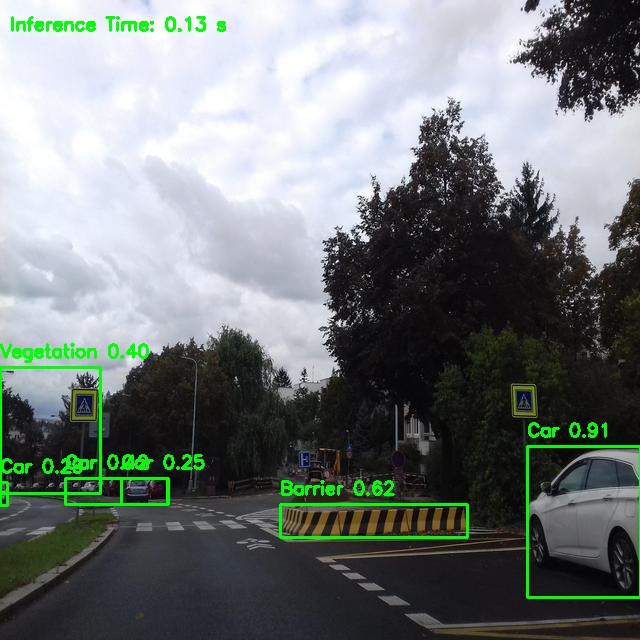 Inference Time: 0.13 s
Vegetation 0.40
Car 0.91
Car 0.25
Barrier 0.62